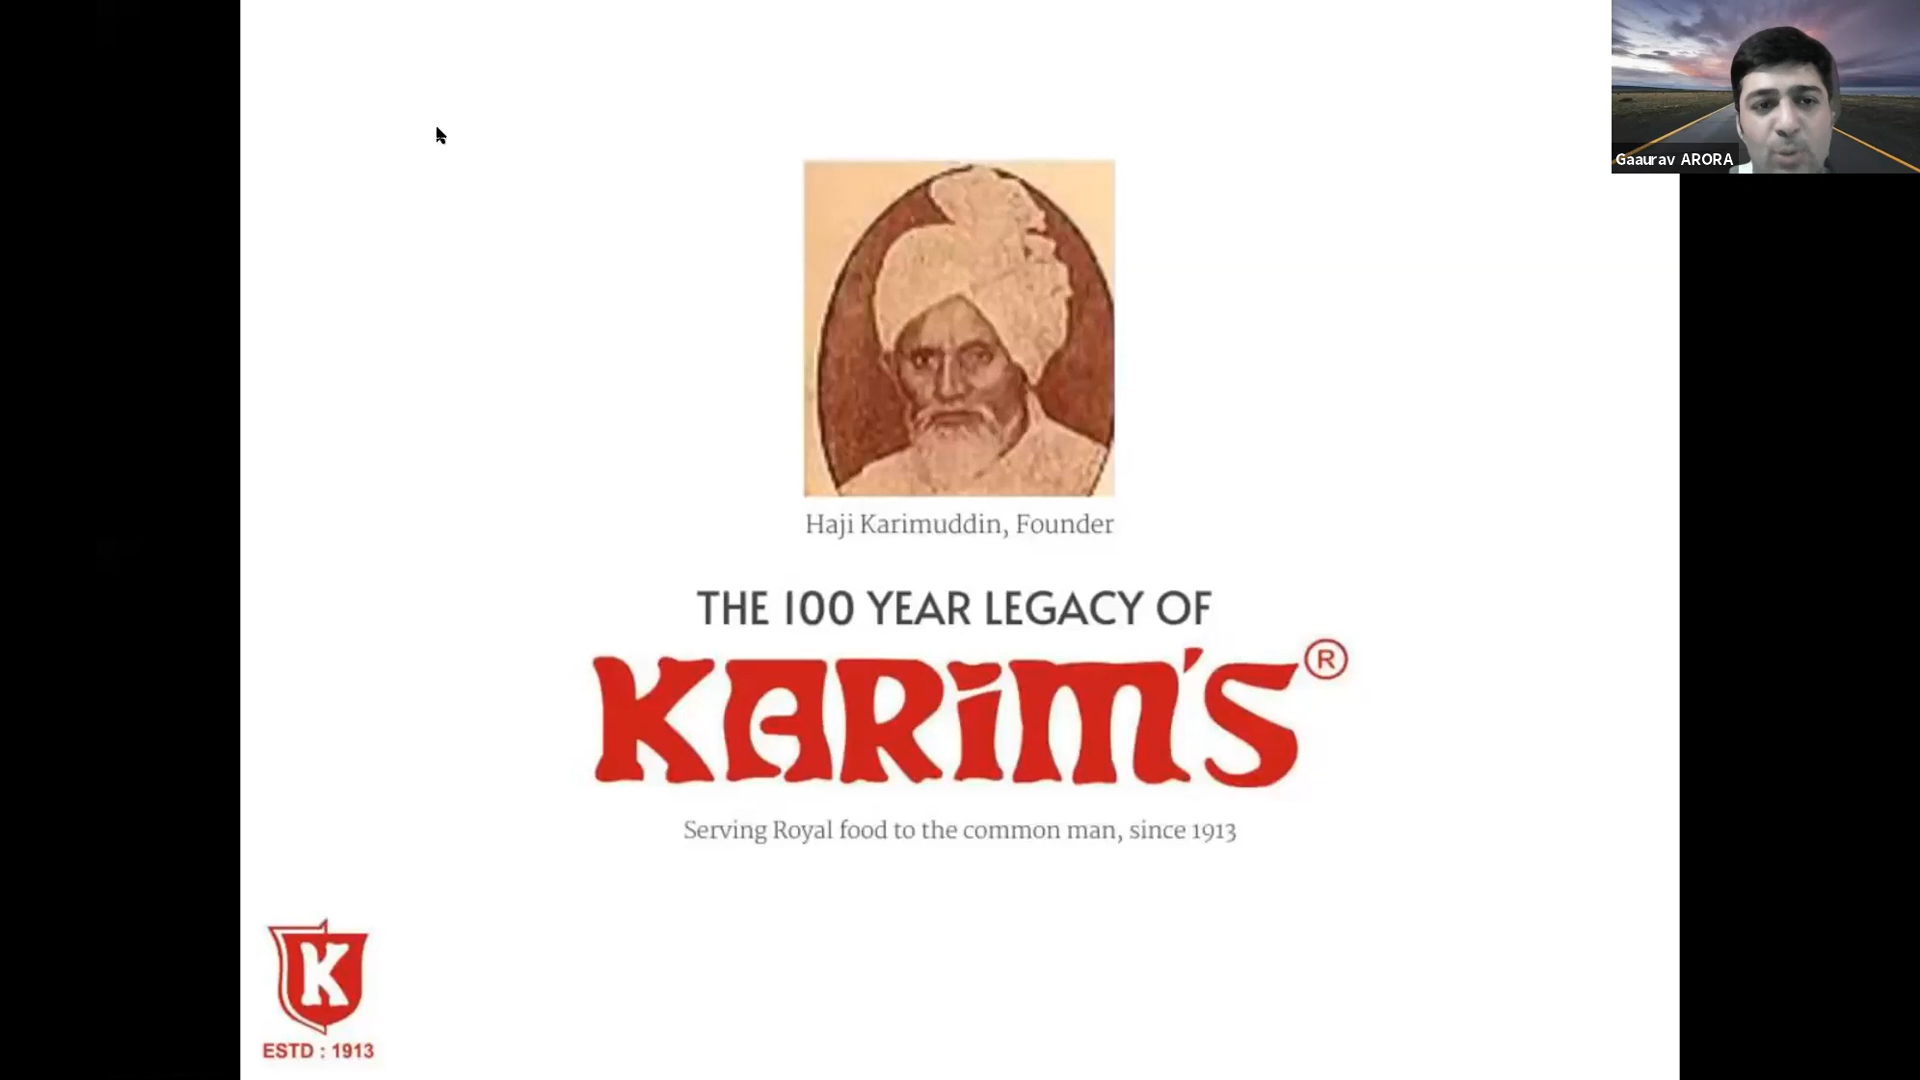 Gaaurav ARORA
Haji Karimuddin, Founder
THE 100 YEAR LEGACY OF
KARIM'S®
Serving Royal food to the common man, since 1913
K
ESTD : 1913